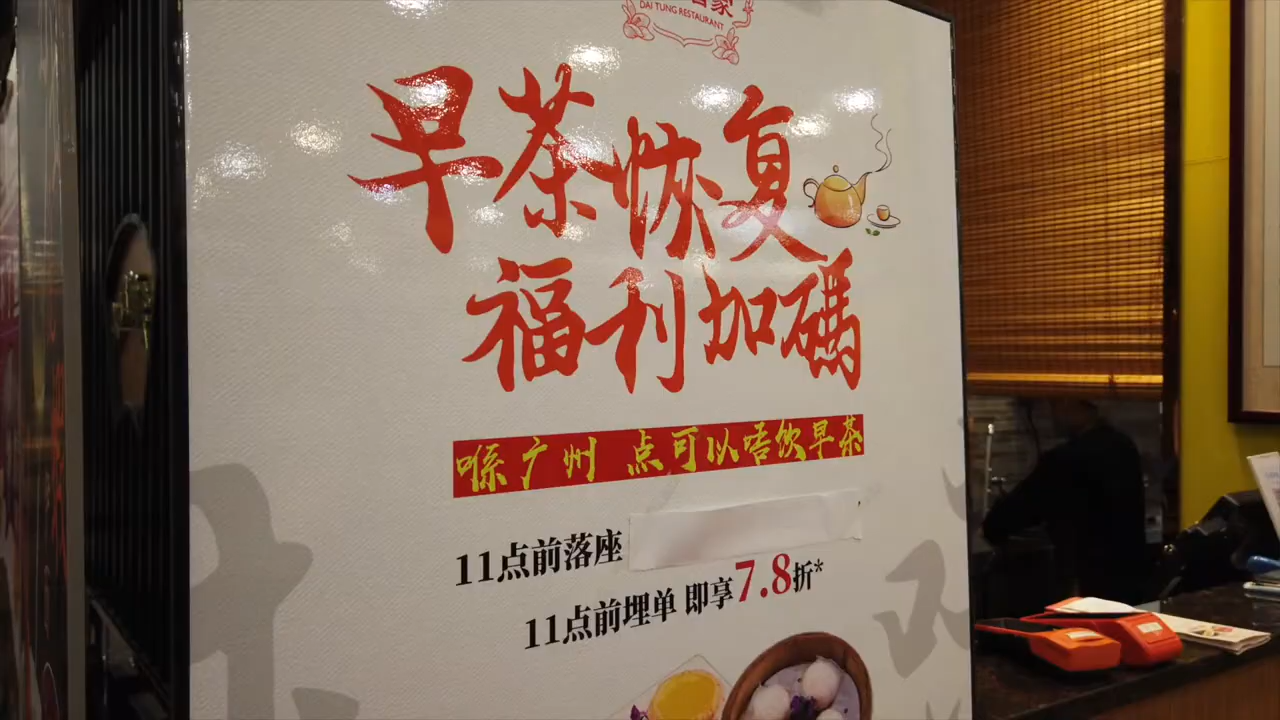 DAI TUNG RESTAURANT
早茶恢复
福利加碼
喺广州 点可以唔饮早茶
11点前落座
11点前埋单 即享7.8折*